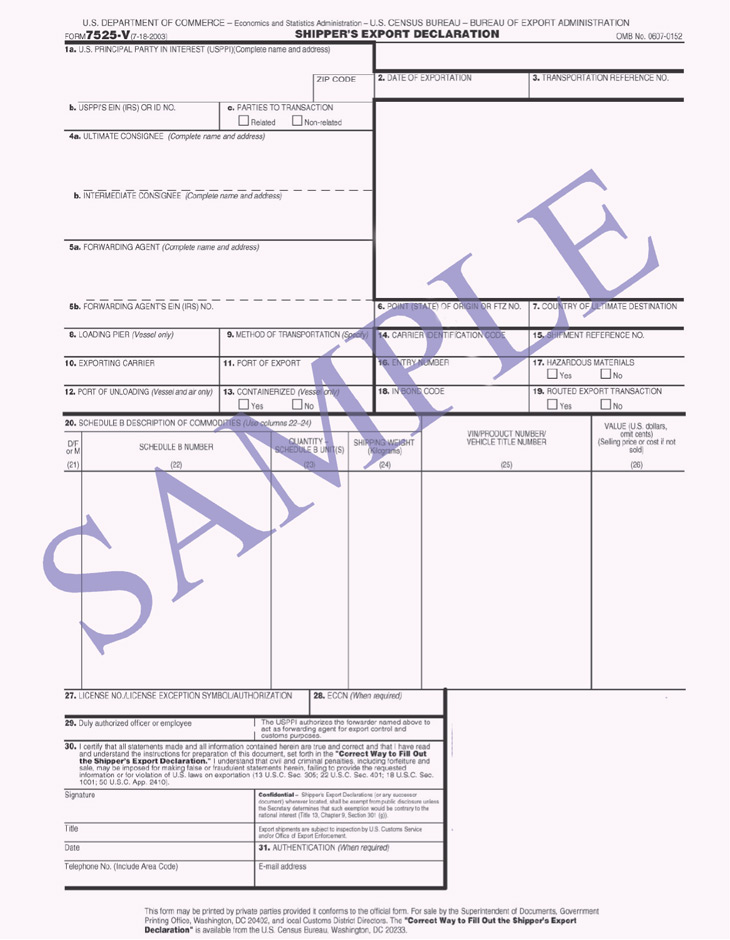 U.S. DEPARTMENT OF COMMERCE – Economics and Statistics Administration – U.S. CENSUS BUREAU – BUREAU OF EXPORT ADMINISTRATION
FORM 7525-V (7-18-2003)
SHIPPER'S EXPORT DECLARATION
OMB No. 0607-0152
1a. U.S. PRINCIPAL PARTY IN INTEREST (USPPI)(Complete name and address)
ZIP CODE
2. DATE OF EXPORTATION
3. TRANSPORTATION REFERENCE NO.
b. USPPI'S EIN (IRS) OR ID NO.
c. PARTIES TO TRANSACTION
Related
Non-related
4a. ULTIMATE CONSIGNEE (Complete name and address)
b. INTERMEDIATE CONSIGNEE (Complete name and address)
5a. FORWARDING AGENT (Complete name and address)
5b. FORWARDING AGENT'S EIN (IRS) NO.
6. POINT (STATE) OF ORIGIN OR FTZ NO.
7. COUNTRY OF ULTIMATE DESTINATION
8. LOADING PIER (Vessel only)
9. METHOD OF TRANSPORTATION (Specify)
14. CARRIER IDENTIFICATION CODE
15. SHIPMENT REFERENCE NO.
10. EXPORTING CARRIER
11. PORT OF EXPORT
16. ENTRY NUMBER
17. HAZARDOUS MATERIALS
Yes
No
12. PORT OF UNLOADING (Vessel and air only)
13. CONTAINERIZED (Vessel only)
Yes
No
18. IN BOND CODE
19. ROUTED EXPORT TRANSACTION
Yes
No
20. SCHEDULE B DESCRIPTION OF COMMODITIES (Use columns 22–24)
D/F
or M
(21)
SCHEDULE B NUMBER
(22)
QUANTITY –
SCHEDULE B UNIT(S)
(23)
SHIPPING WEIGHT
(Kilograms)
(24)
VIN/PRODUCT NUMBER/
VEHICLE TITLE NUMBER
(25)
VALUE (U.S. dollars,
omit cents)
(Selling price or cost if not
sold)
(26)
SAMPLE
27. LICENSE NO./LICENSE EXCEPTION SYMBOL/AUTHORIZATION
28. ECCN (When required)
29. Duly authorized officer or employee
The USPPI authorizes the forwarder named above to
act as forwarding agent for export control and
customs purposes.
30. I certify that all statements made and all information contained herein are true and correct and that I have read
and understand the instructions for preparation of this document, set forth in the "Correct Way to Fill Out
the Shipper's Export Declaration." I understand that civil and criminal penalties, including forfeiture and
sale, may be imposed for making false or fraudulent statements herein, failing to provide the requested
information or for violation of U.S. laws on exportation (13 U.S.C. Sec. 305; 22 U.S.C. Sec. 401; 18 U.S.C. Sec.
1001; 50 U.S.C. App. 2410).
Signature
Confidential – Shipper's Export Declarations (or any successor
document) wherever located, shall be exempt from public disclosure unless
the Secretary determines that such exemption would be contrary to the
national interest (Title 13, Chapter 9, Section 301 (g)).
Title
Export shipments are subject to inspection by U.S. Customs Service
and/or Office of Export Enforcement.
Date
31. AUTHENTICATION (When required)
Telephone No. (Include Area Code)
E-mail address
This form may be printed by private parties provided it conforms to the official form. For sale by the Superintendent of Documents, Government
Printing Office, Washington, DC 20402, and local Customs District Directors. The "Correct Way to Fill Out the Shipper's Export
Declaration" is available from the U.S. Census Bureau, Washington, DC 20233.